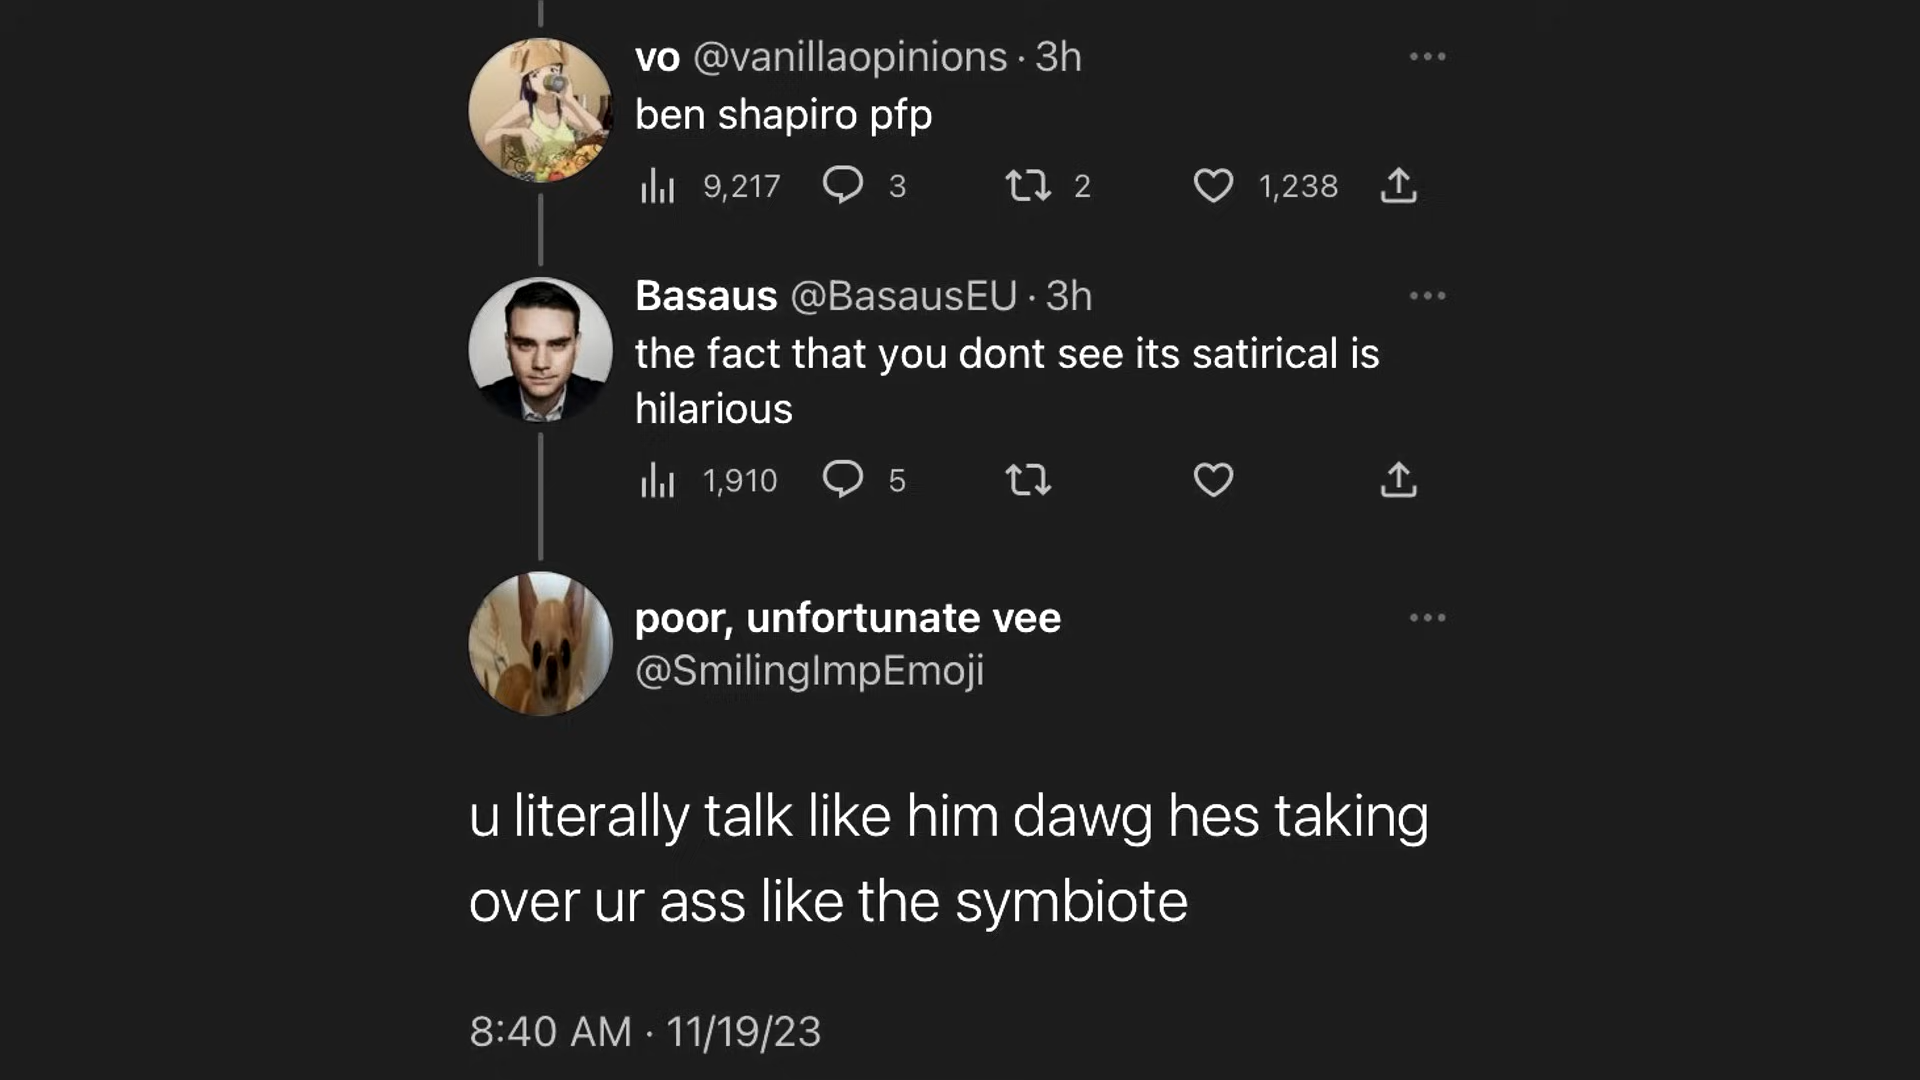 vo @vanillaopinions · 3h
ben shapiro pfp
9,217 3 2 1,238
Basaus @BasausEU · 3h
the fact that you dont see its satirical is
hilarious
1,910 5
poor, unfortunate vee
@SmilingImpEmoji
u literally talk like him dawg hes taking
over ur ass like the symbiote
8:40 AM · 11/19/23